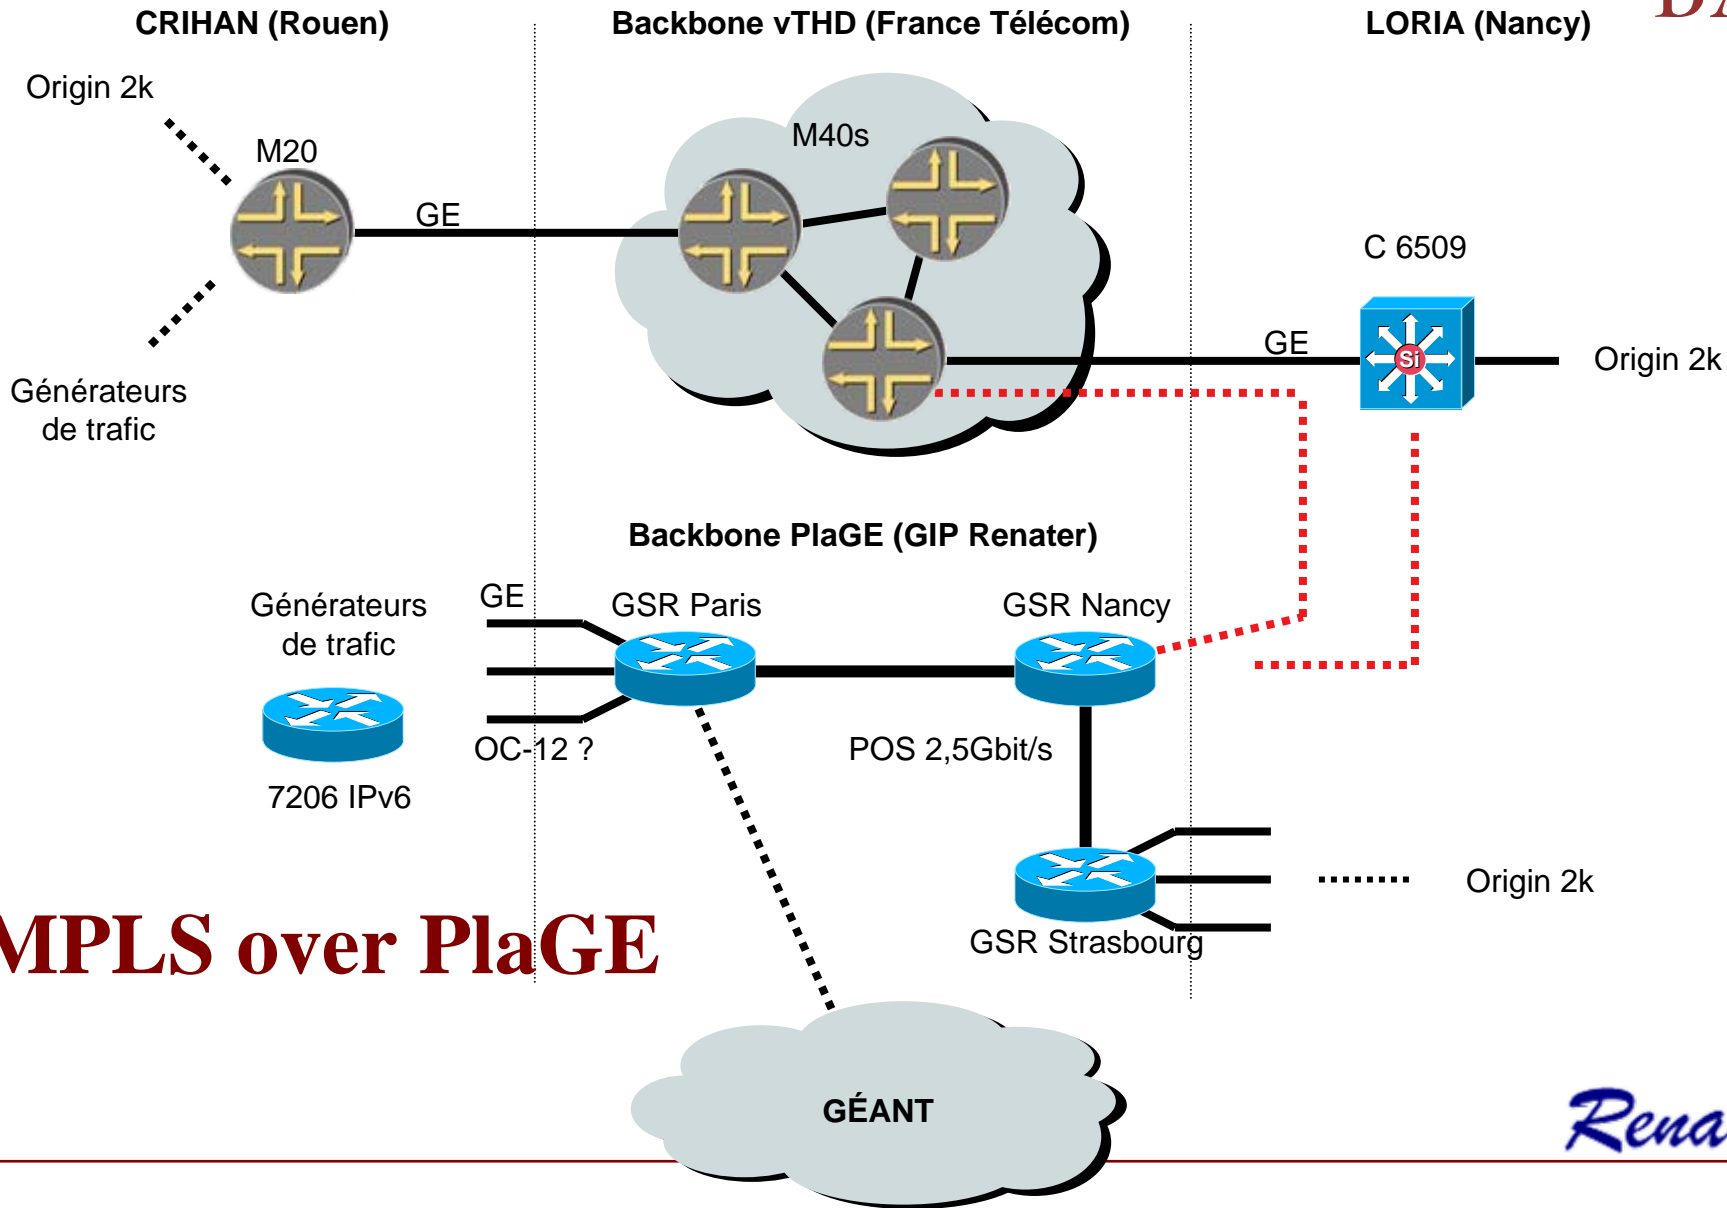 CRIHAN (Rouen)
Backbone vTHD (France Télécom)
LORIA (Nancy)
Origin 2k
M20
M40s
GE
C 6509
Si
GE
Origin 2k
Générateurs
de trafic
Backbone PlaGE (GIP Renater)
Générateurs
de trafic
GE
GSR Paris
GSR Nancy
OC-12 ?
POS 2,5Gbit/s
7206 IPv6
Origin 2k
GSR Strasbourg
MPLS over PlaGE
GÉANT
Rena